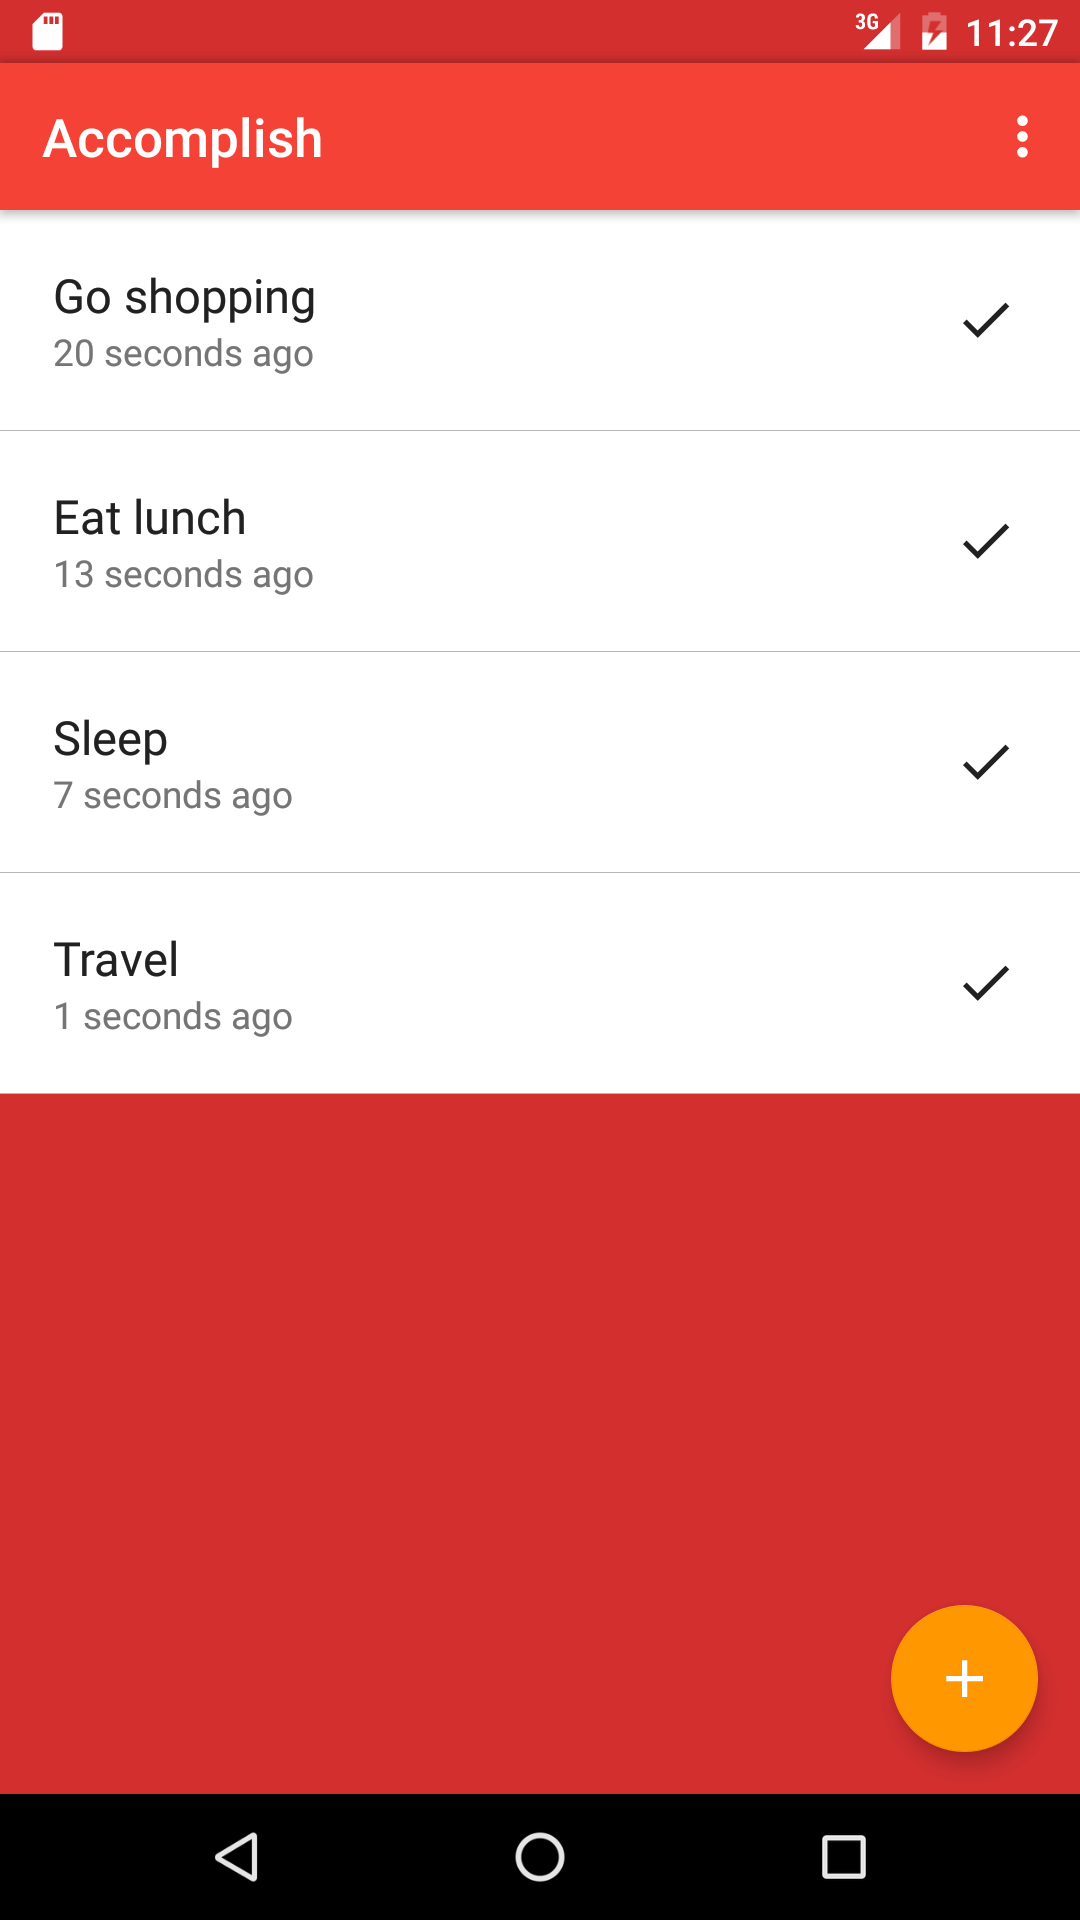 3G 11:27
Accomplish
Go shopping
20 seconds ago
Eat lunch
13 seconds ago
Sleep
7 seconds ago
Travel
1 seconds ago